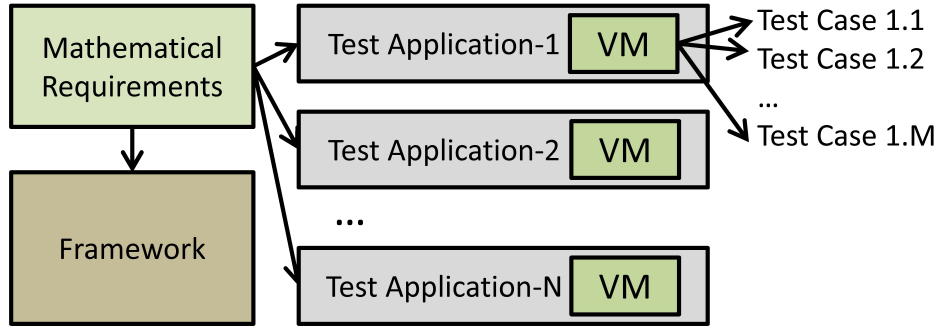 Mathematical
Requirements
Framework
Test Application-1 VM
Test Case 1.1
Test Case 1.2
...
Test Case 1.M
Test Application-2 VM
...
Test Application-N VM